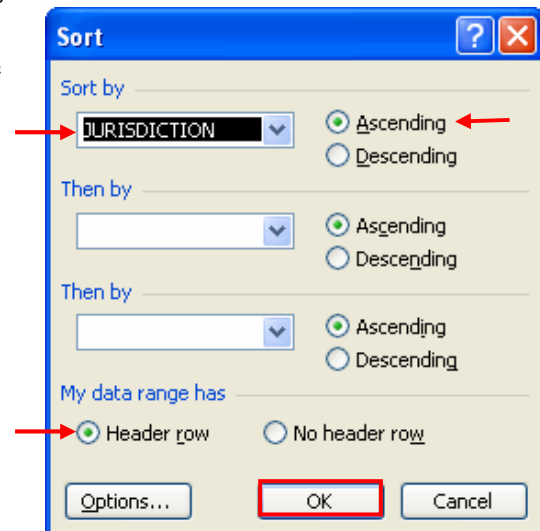 Sort
Sort by
JURISDICTION
Ascending
Descending
Then by
Ascending
Descending
Then by
Ascending
Descending
My data range has
Header row No header row
Options... OK Cancel